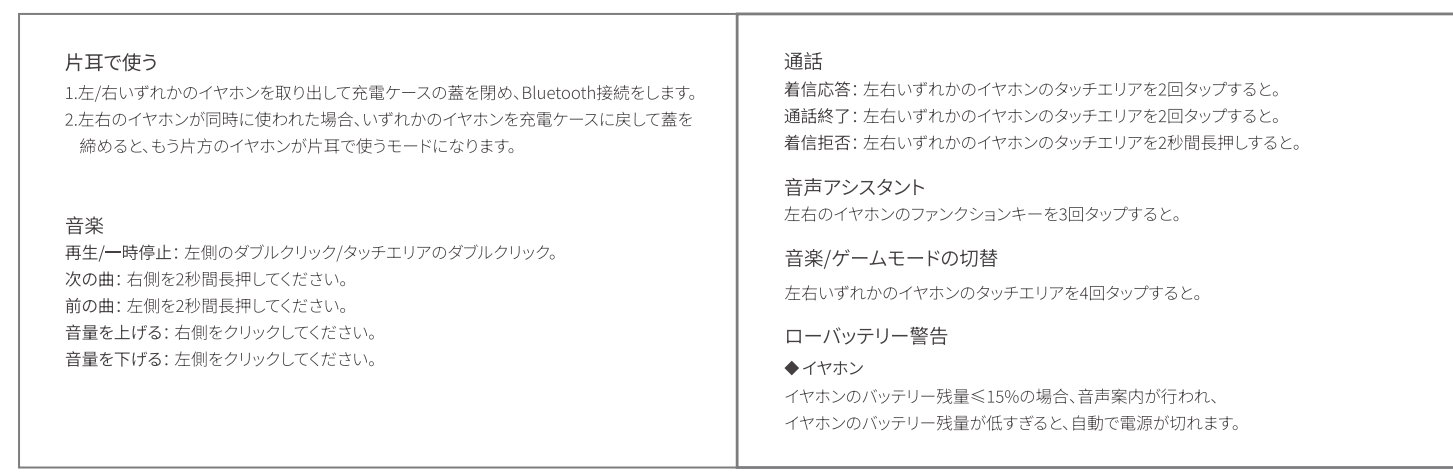 片耳で使う
1.左/右いずれかのイヤホンを取り出して充電ケースの蓋を閉め、Bluetooth接続をします。
2.左右のイヤホンが同時に使われた場合、いずれかのイヤホンを充電ケースに戻して蓋を
締めると、もう片方のイヤホンが片耳で使うモードになります。
音楽
再生/一時停止：左側のダブルクリック/タッチエリアのダブルクリック。
次の曲：右側を2秒間長押してください。
前の曲：左側を2秒間長押してください。
音量を上げる：右側をクリックしてください。
音量を下げる：左側をクリックしてください。
通話
着信応答：左右いずれかのイヤホンのタッチエリアを2回タップすると。
通話終了：左右いずれかのイヤホンのタッチエリアを2回タップすると。
着信拒否：左右いずれかのイヤホンのタッチエリアを2秒間長押しすると。
音声アシスタント
左右のイヤホンのファンクションキーを3回タップすると。
音楽/ゲームモードの切替
左右いずれかのイヤホンのタッチエリアを4回タップすると。
ローバッテリー警告
◆イヤホン
イヤホンのバッテリー残量≤15%の場合、音声案内が行われ、
イヤホンのバッテリー残量が低すぎると、自動で電源が切れます。